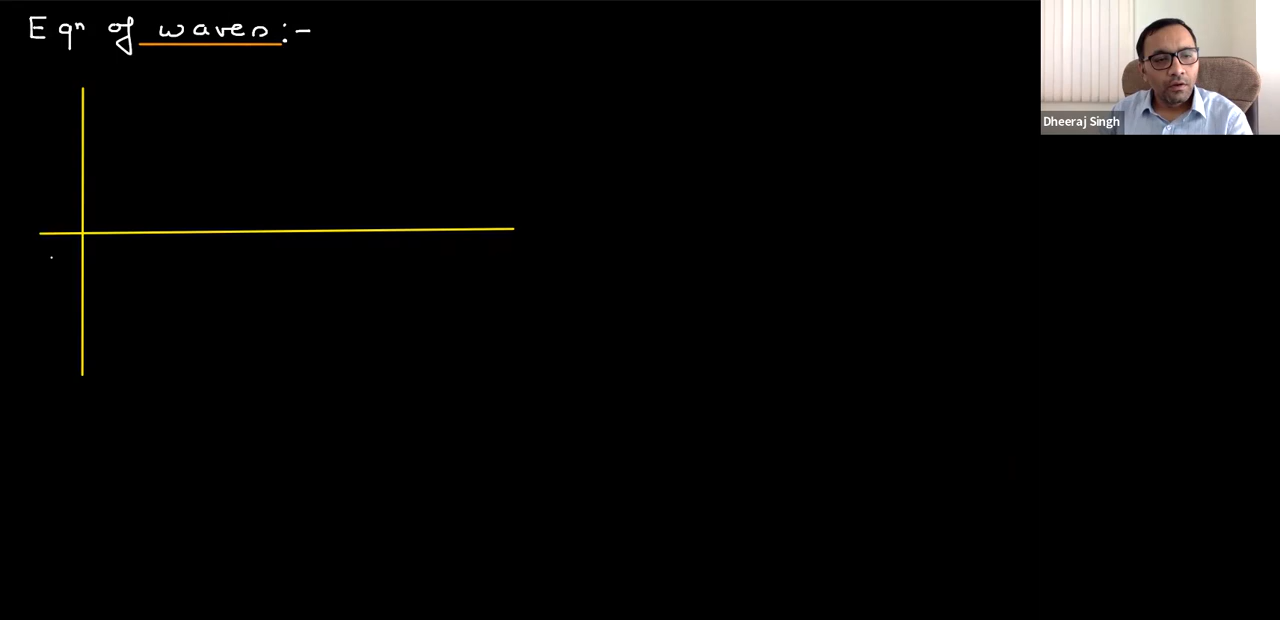 Eqⁿ of waves :-
Dheeraj Singh